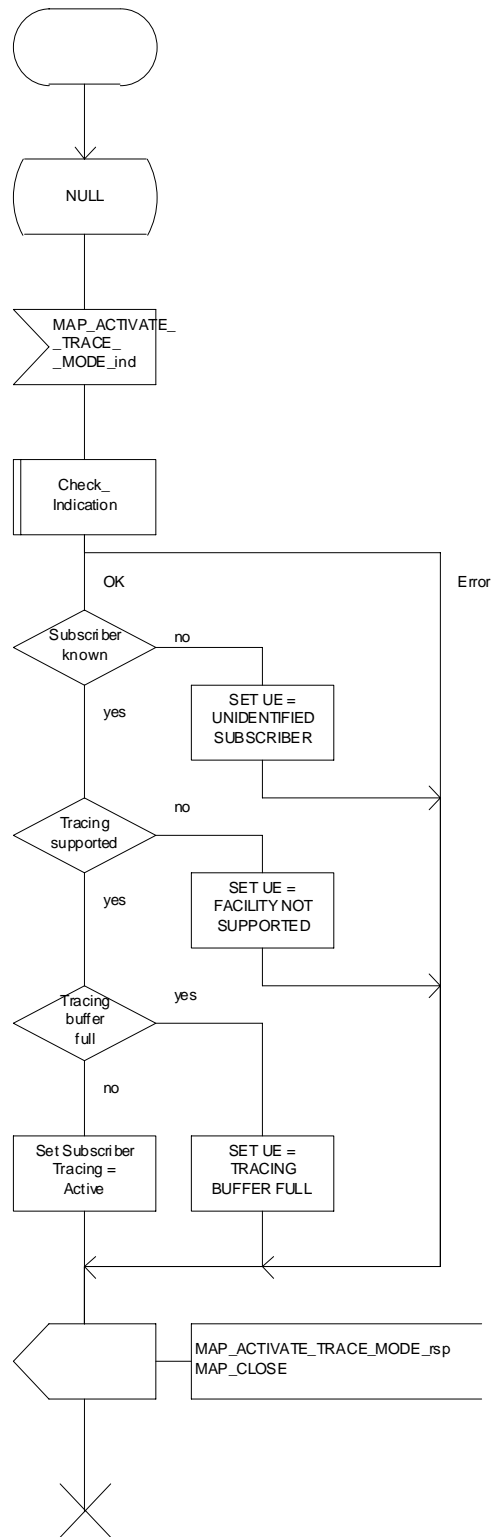 NULL
MAP_ACTIVATE_
_TRACE_
_MODE_ind
Check_
Indication
OK
Error
Subscriber
known
no
yes
SET UE =
UNIDENTIFIED
SUBSCRIBER
Tracing
supported
no
yes
SET UE =
FACILITY NOT
SUPPORTED
Tracing
buffer
full
yes
no
Set Subscriber
Tracing =
Active
SET UE =
TRACING
BUFFER FULL
MAP_ACTIVATE_TRACE_MODE_rsp
MAP_CLOSE